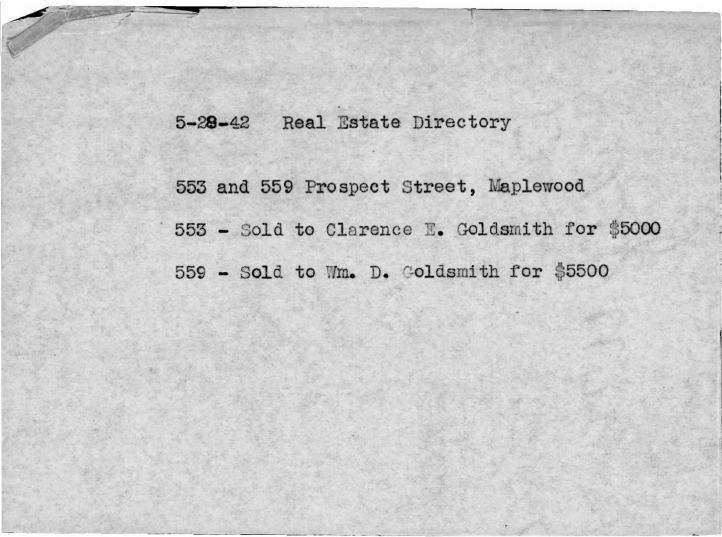 5-28-42 Real Estate Directory
553 and 559 Prospect Street, Maplewood
553 - Sold to Clarence E. Goldsmith for $5000
559 - Sold to Wm. D. Goldsmith for $5500